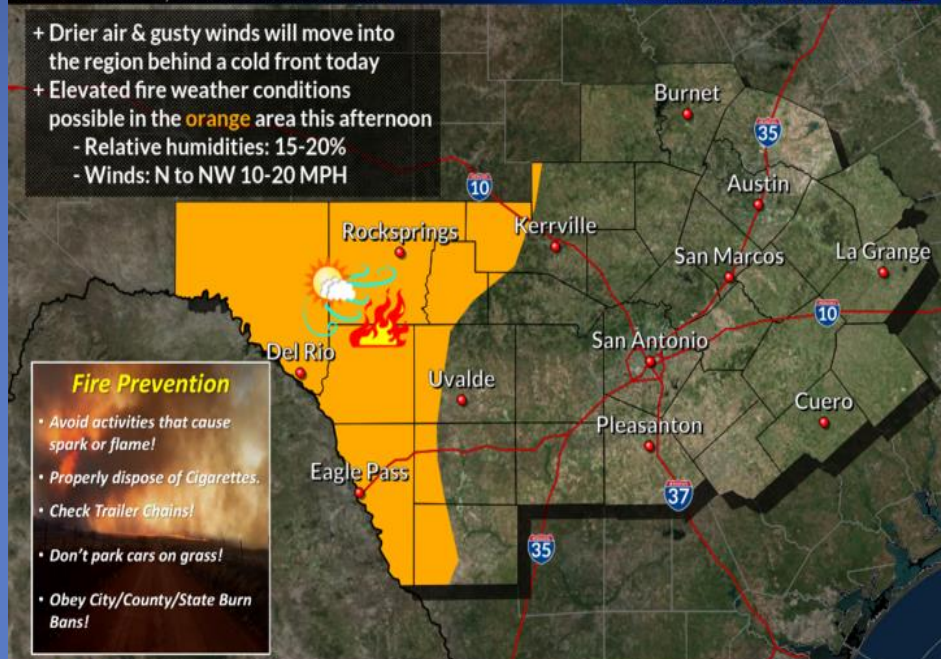 + Drier air & gusty winds will move into
the region behind a cold front today
+ Elevated fire weather conditions
possible in the orange area this afternoon
- Relative humidities: 15-20%
- Winds: N to NW 10-20 MPH
Burnet
35
Austin
10
Rocksprings
Kerrville
San Marcos
La Grange
10
San Antonio
Del Rio
Uvalde
Cuero
Pleasanton
Eagle Pass
37
35
Fire Prevention
• Avoid activities that cause
spark or flame!
• Properly dispose of Cigarettes.
• Check Trailer Chains!
• Don't park cars on grass!
• Obey City/County/State Burn
Bans!